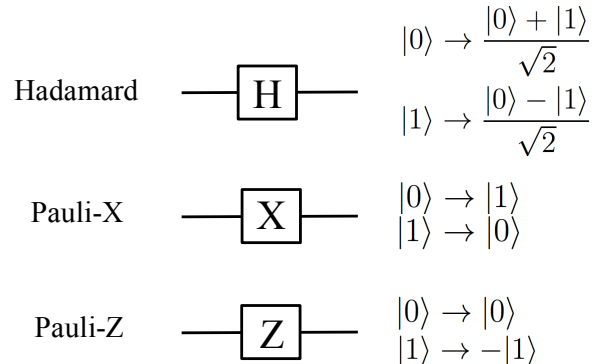 Hadamard
H
|0⟩ → (|0⟩ + |1⟩)/√2
|1⟩ → (|0⟩ − |1⟩)/√2
Pauli-X
X
|0⟩ → |1⟩
|1⟩ → |0⟩
Pauli-Z
Z
|0⟩ → |0⟩
|1⟩ → −|1⟩